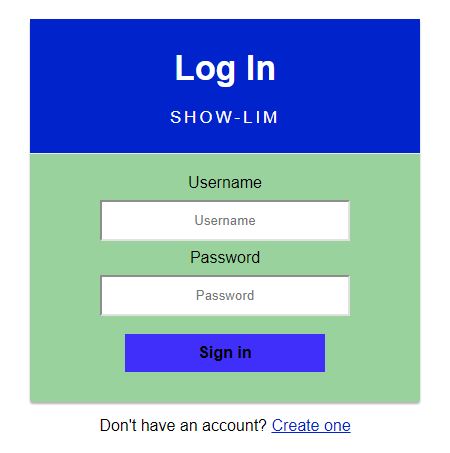 Log In
SHOW-LIM
Username
Username
Password
Password
Sign in
Don't have an account? Create one